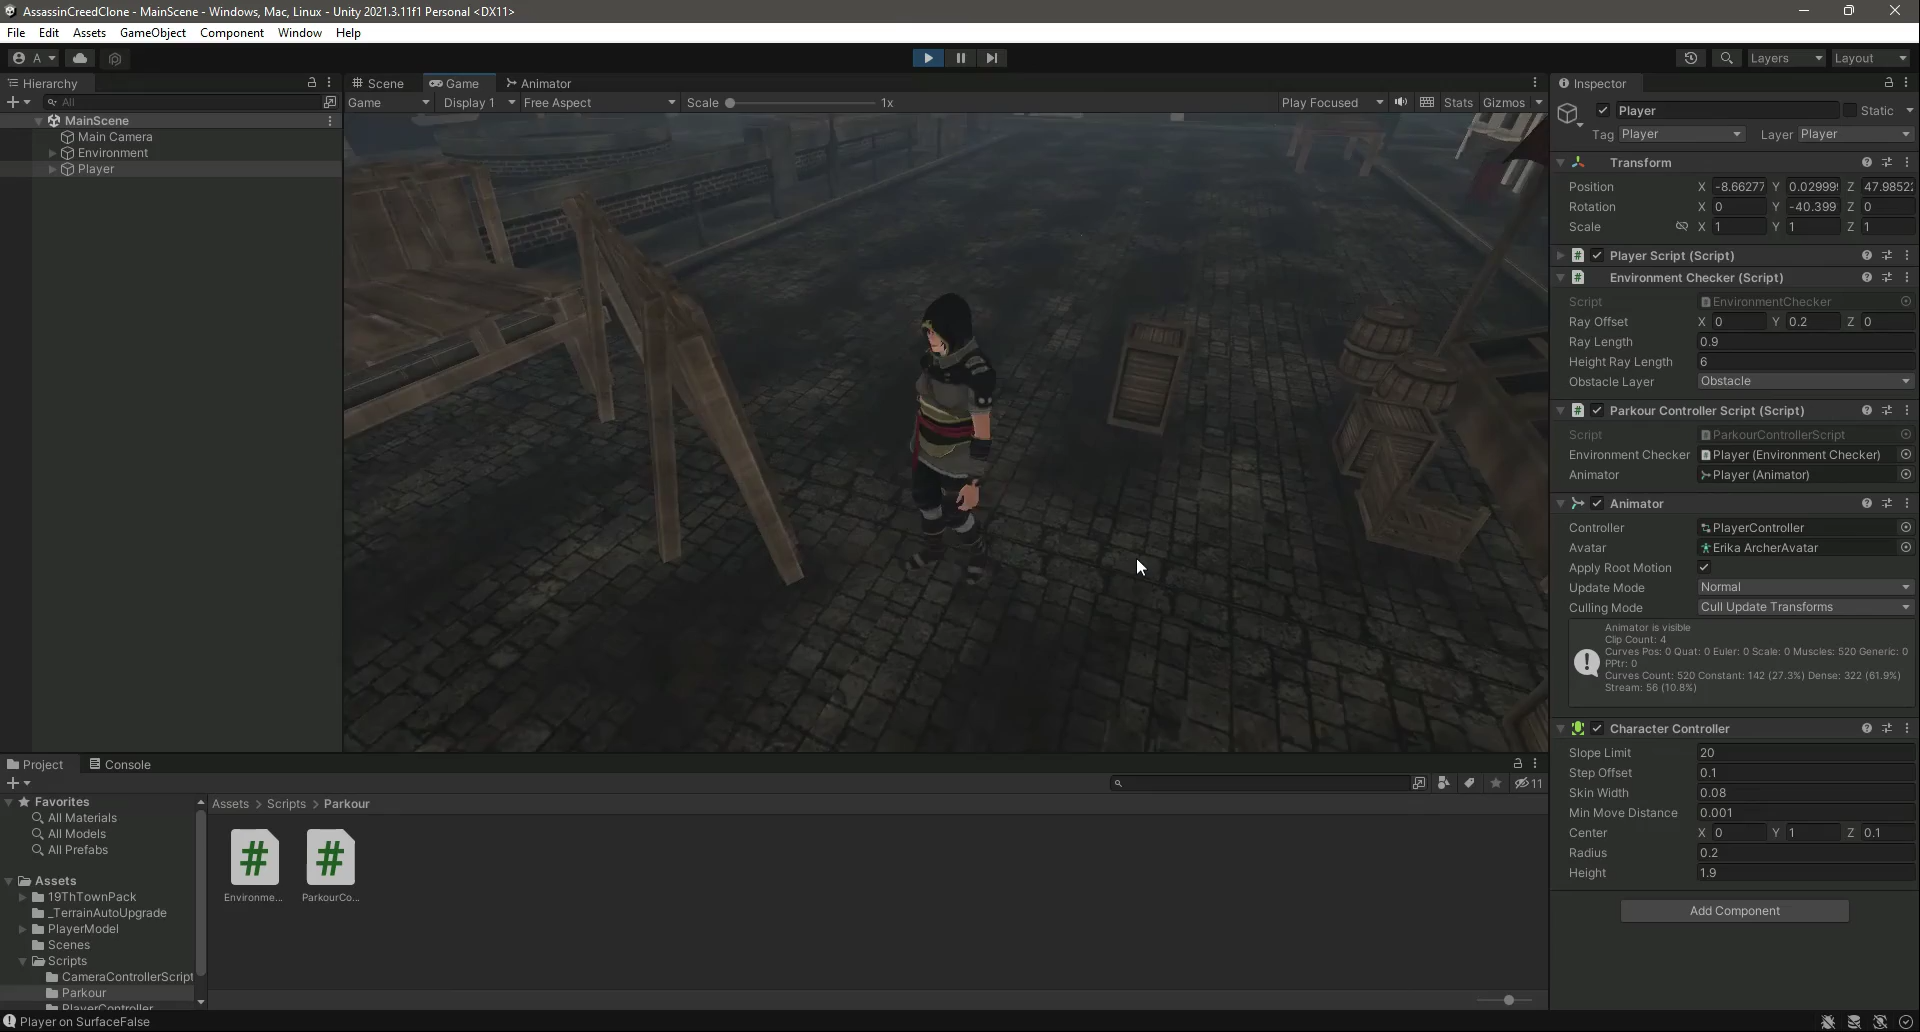 AssassinCreedClone - MainScene - Windows, Mac, Linux - Unity 2021.3.11f1 Personal <DX11>
File Edit Assets GameObject Component Window Help
A
Layers Layout
Hierarchy
All
MainScene
Main Camera
Environment
Player
Scene Game Animator
Game Display 1 Free Aspect Scale 1x Play Focused Stats Gizmos
Inspector
Player Static
Tag Player Layer Player
Transform
Position X -8.66277 Y 0.02999 Z 47.9852
Rotation X 0 Y -40.399 Z 0
Scale X 1 Y 1 Z 1
# Player Script (Script)
# Environment Checker (Script)
Script EnvironmentChecker
Ray Offset X 0 Y 0.2 Z 0
Ray Length 0.9
Height Ray Length 6
Obstacle Layer Obstacle
# Parkour Controller Script (Script)
Script ParkourControllerScript
Environment Checker Player (Environment Checker)
Animator Player (Animator)
Animator
Controller PlayerController
Avatar Erika ArcherAvatar
Apply Root Motion
Update Mode Normal
Culling Mode Cull Update Transforms
Animator is visible
Clip Count: 4
Curves Pos: 0 Quat: 0 Euler: 0 Scale: 0 Muscles: 520 Generic: 0
PPtr: 0
Curves Count: 520 Constant: 142 (27.3%) Dense: 322 (61.9%)
Stream: 56 (10.8%)
Character Controller
Slope Limit 20
Step Offset 0.1
Skin Width 0.08
Min Move Distance 0.001
Center X 0 Y 1 Z 0.1
Radius 0.2
Height 1.9
Add Component
Project Console
11
Favorites
All Materials
All Models
All Prefabs
Assets
19ThTownPack
_TerrainAutoUpgrade
PlayerModel
Scenes
Scripts
CameraControllerScript
Parkour
PlayerController
Assets > Scripts > Parkour
# #
Environme... ParkourCo...
Player on SurfaceFalse